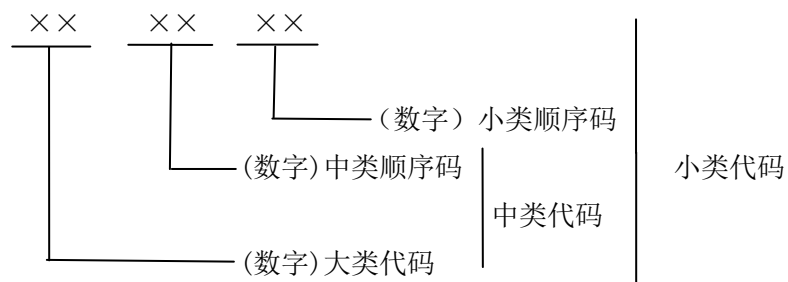 ×× ×× ××
（数字）小类顺序码
(数字)中类顺序码
小类代码
中类代码
(数字)大类代码